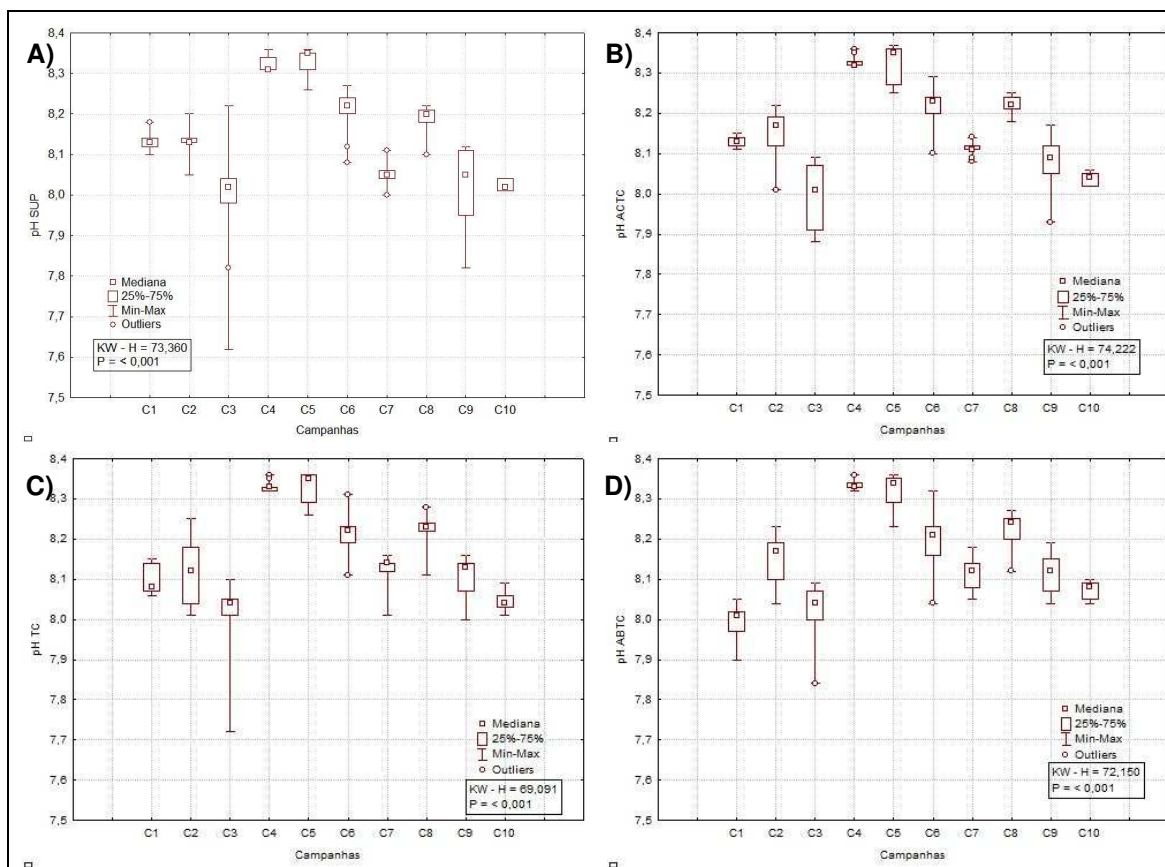 A)
8,4
8,3
8,2
8,1
8,0
7,9
7,8
7,7
7,6
7,5
pH SUP
Mediana
25%-75%
Min-Max
Outliers
KW - H = 73,360
P = < 0,001
C1 C2 C3 C4 C5 C6 C7 C8 C9 C10
Campanhas
B)
8,4
8,3
8,2
8,1
8,0
7,9
7,8
7,7
7,6
7,5
pH ACTC
Mediana
25%-75%
Min-Max
Outliers
KW - H = 74,222
P = < 0,001
C1 C2 C3 C4 C5 C6 C7 C8 C9 C10
Campanhas
C)
8,4
8,3
8,2
8,1
8,0
7,9
7,8
7,7
7,6
7,5
pH TC
Mediana
25%-75%
Min-Max
Outliers
KW - H = 69,091
P = < 0,001
C1 C2 C3 C4 C5 C6 C7 C8 C9 C10
Campanhas
D)
8,4
8,3
8,2
8,1
8,0
7,9
7,8
7,7
7,6
7,5
pH ABTC
Mediana
25%-75%
Min-Max
Outliers
KW - H = 72,150
P = < 0,001
C1 C2 C3 C4 C5 C6 C7 C8 C9 C10
Campanhas